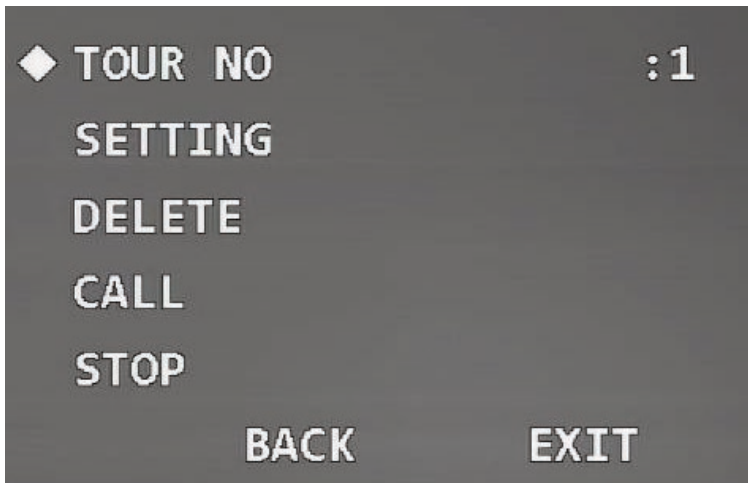 TOUR NO :1
SETTING
DELETE
CALL
STOP
BACK EXIT